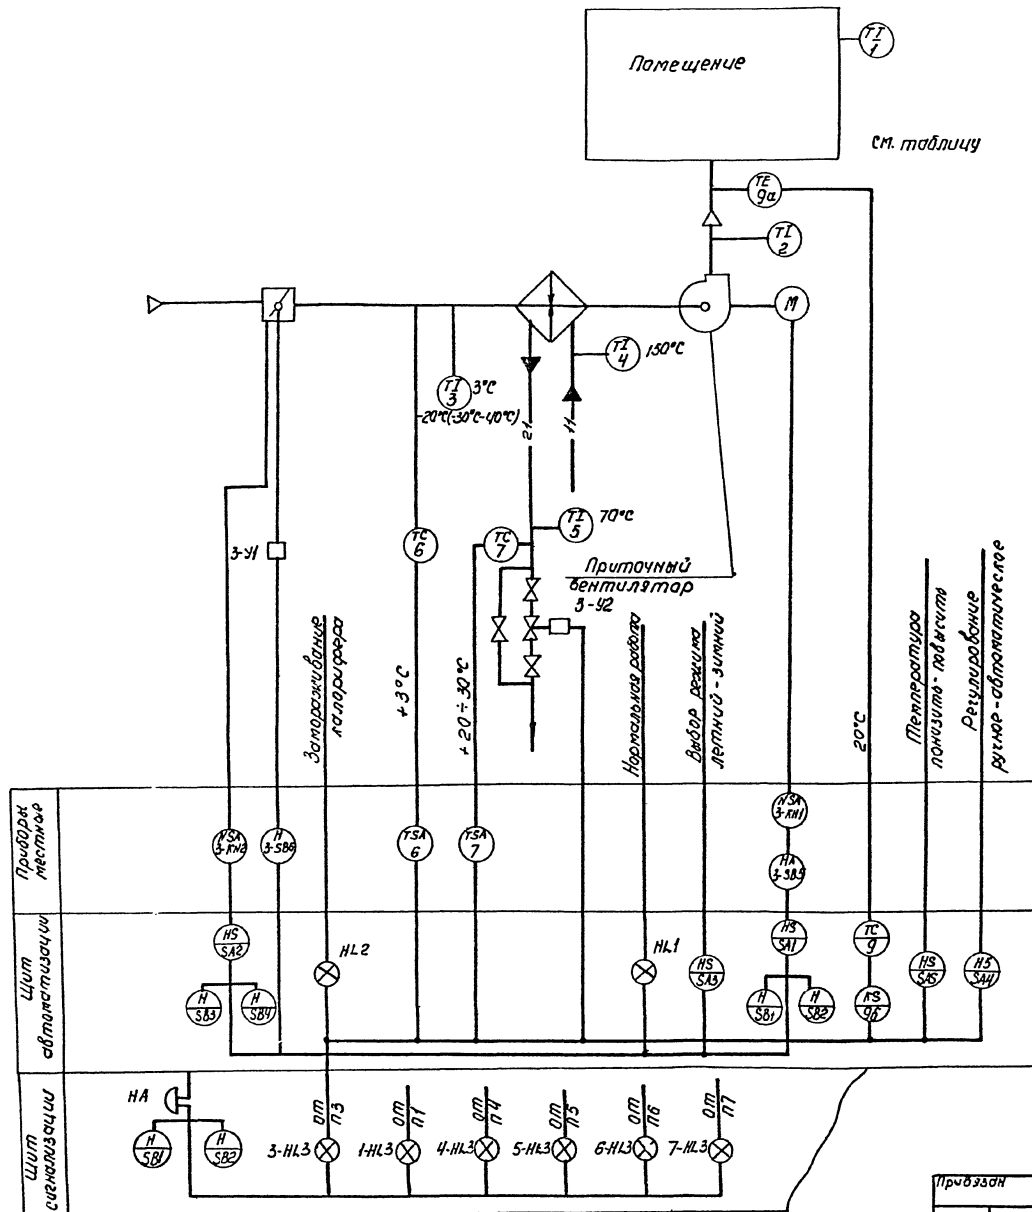 Помещение
TI
1
см. таблицу
TE
9а
TI
2
M
TI
4
150°C
TI
3
3°C
-20°C(-30°C-40°C)
21
11
TI
5
70°C
TC
6
TC
7
3-У1
Приточный
вентилятор
3-У2
Замораживание
калорифера
+3°C
+20÷30°C
Нормальная работа
Выбор режима
летний-зимний
20°C
Температура
понизить-повысить
Регулирование
ручное-автоматическое
Приборы
местные
NSA
3-КН2
H
3-SB6
TSA
6
TSA
7
NSA
3-КН1
HA
3-SB5
Щит
автоматизации
HS
SA2
H
SB3
H
SB4
HL2
HL1
HS
SA3
HS
SA1
H
SB1
H
SB2
TC
9
KS
9б
HS
SA5
HS
SA4
Щит
сигнализации
HA
H
SB1
H
SB2
от
П3
3-HL3
от
П1
1-HL3
от
П4
4-HL3
от
П5
5-HL3
от
П6
6-HL3
от
П7
7-HL3
Привязан